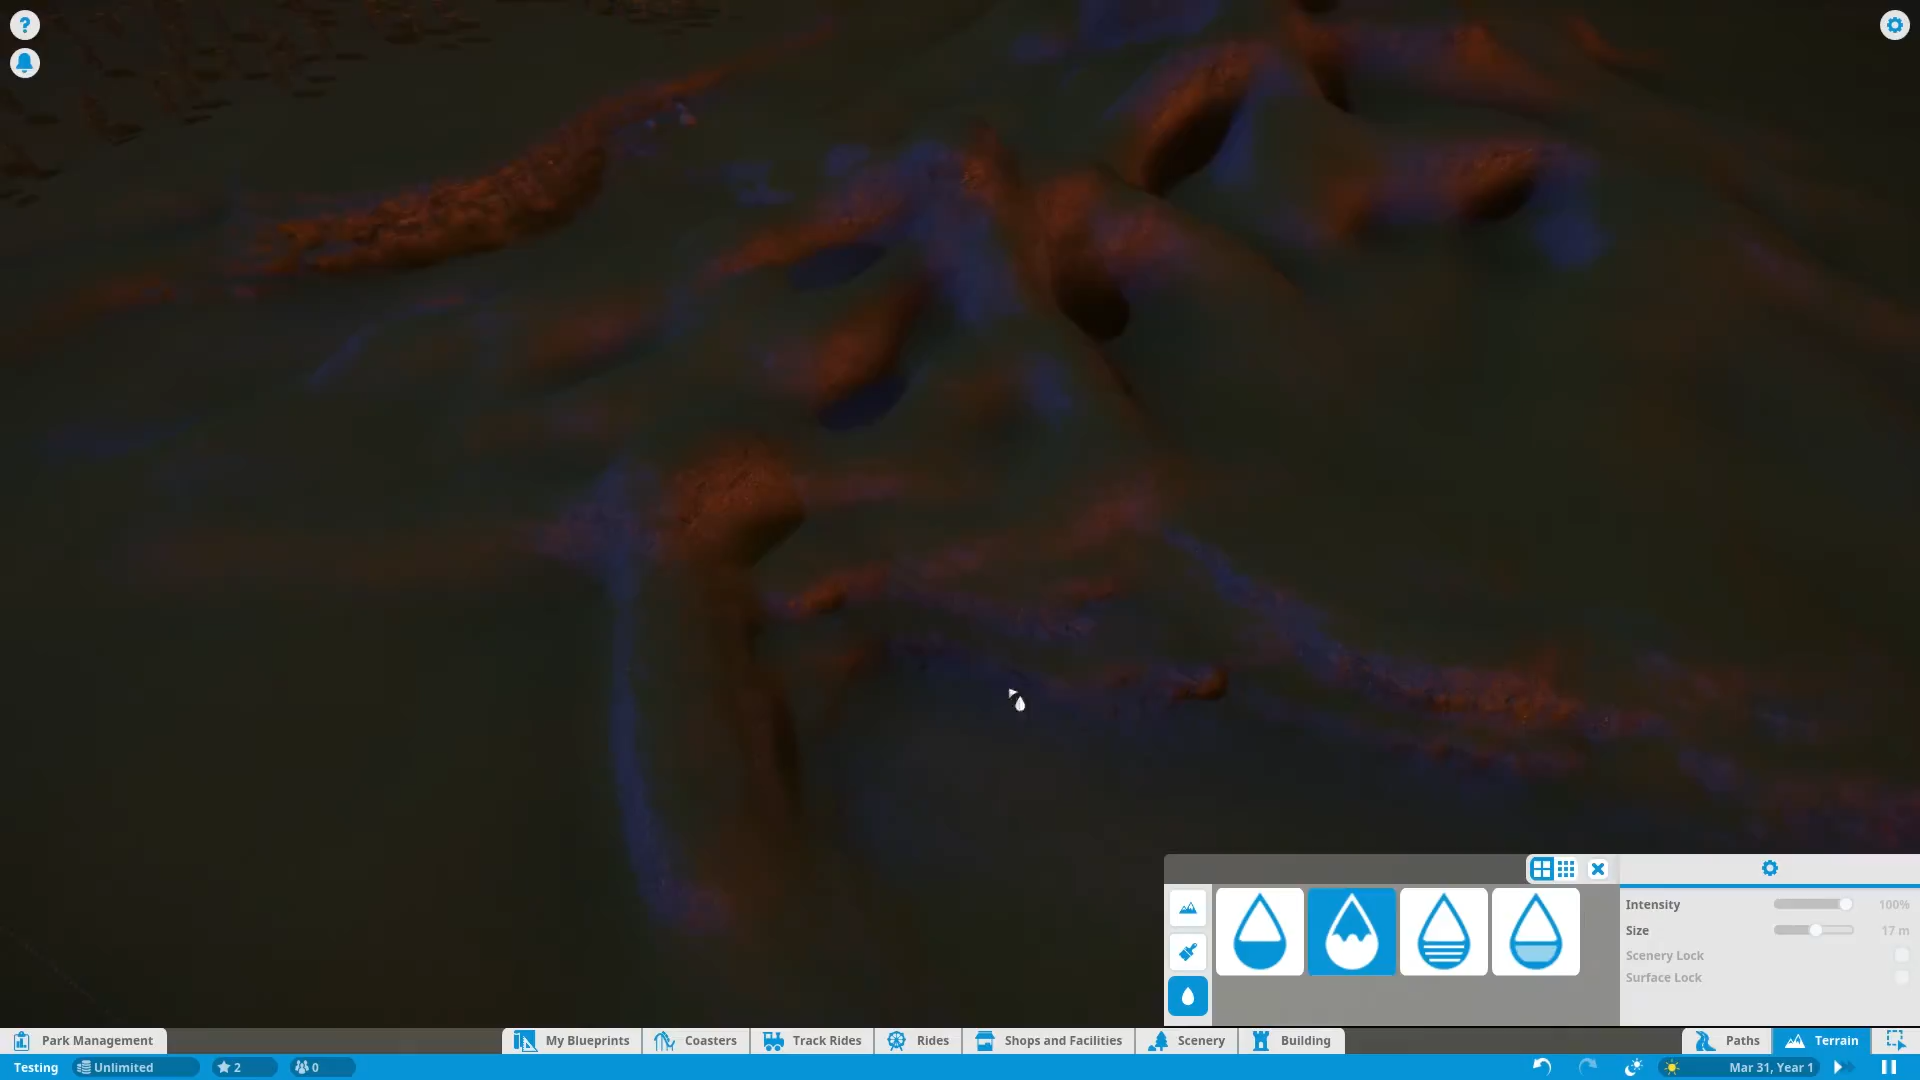 ?
Intensity 100%
Size 17 m
Scenery Lock
Surface Lock
Park Management
My Blueprints
Coasters
Track Rides
Rides
Shops and Facilities
Scenery
Building
Paths
Terrain
Testing
Unlimited
2
0
Mar 31, Year 1